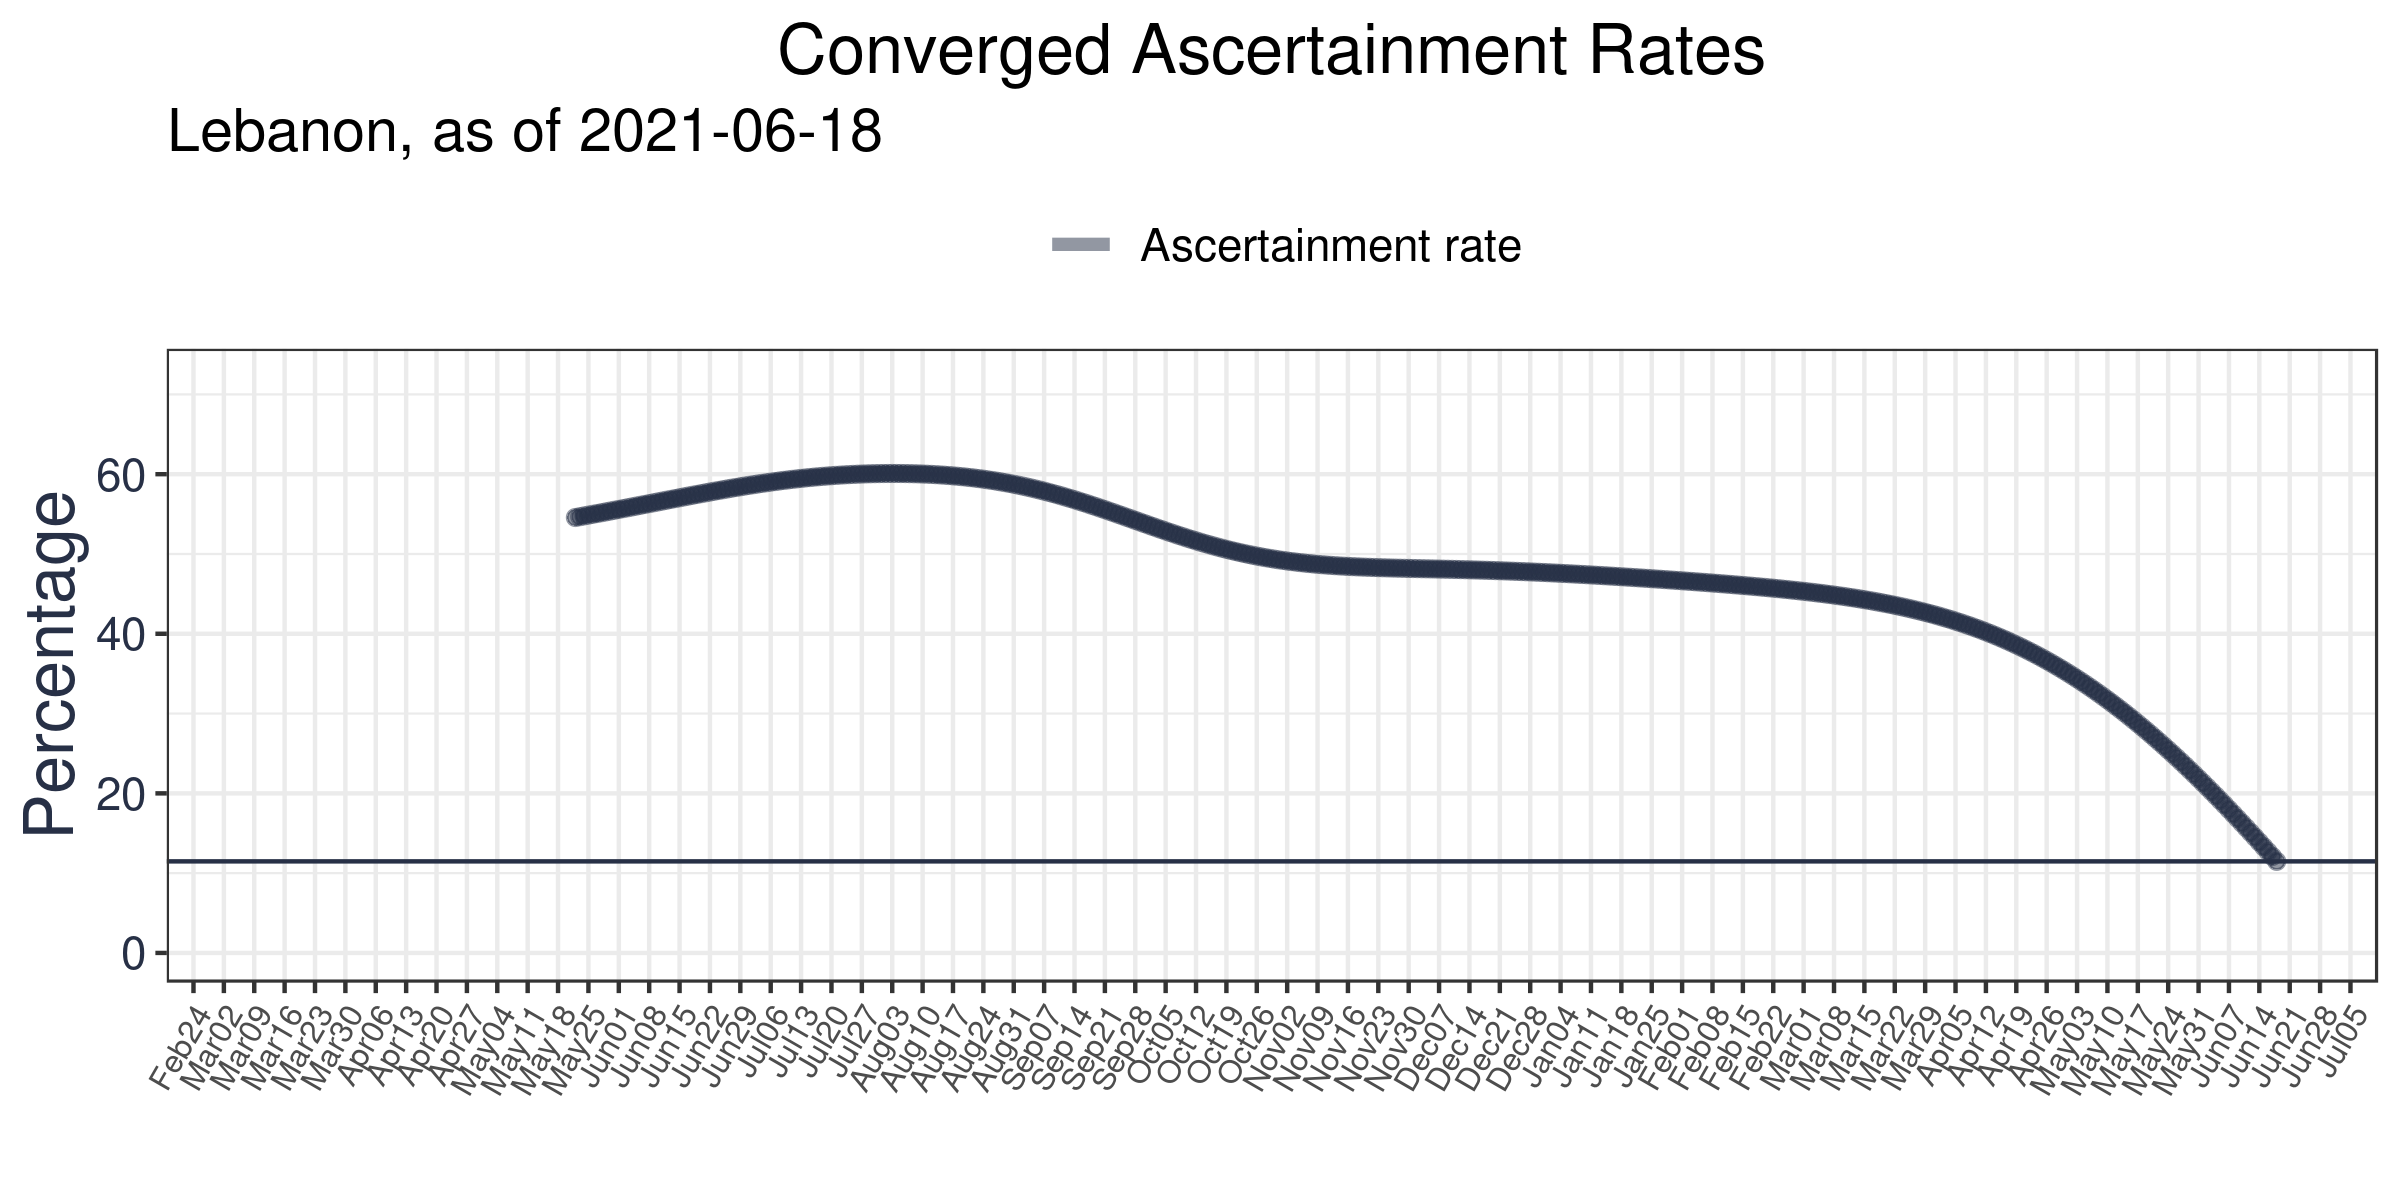 Converged Ascertainment Rates
Lebanon, as of 2021-06-18
Ascertainment rate
Percentage
60
40
20
0
Feb24 Mar02 Mar09 Mar16 Mar23 Mar30 Apr06 Apr13 Apr20 Apr27 May04 May11 May18 May25 Jun01 Jun08 Jun15 Jun22 Jun29 Jul06 Jul13 Jul20 Jul27 Aug03 Aug10 Aug17 Aug24 Aug31 Sep07 Sep14 Sep21 Sep28 Oct05 Oct12 Oct19 Oct26 Nov02 Nov09 Nov16 Nov23 Nov30 Dec07 Dec14 Dec21 Dec28 Jan04 Jan11 Jan18 Jan25 Feb01 Feb08 Feb15 Feb22 Mar01 Mar08 Mar15 Mar22 Mar29 Apr05 Apr12 Apr19 Apr26 May03 May10 May17 May24 May31 Jun07 Jun14 Jun21 Jun28 Jul05